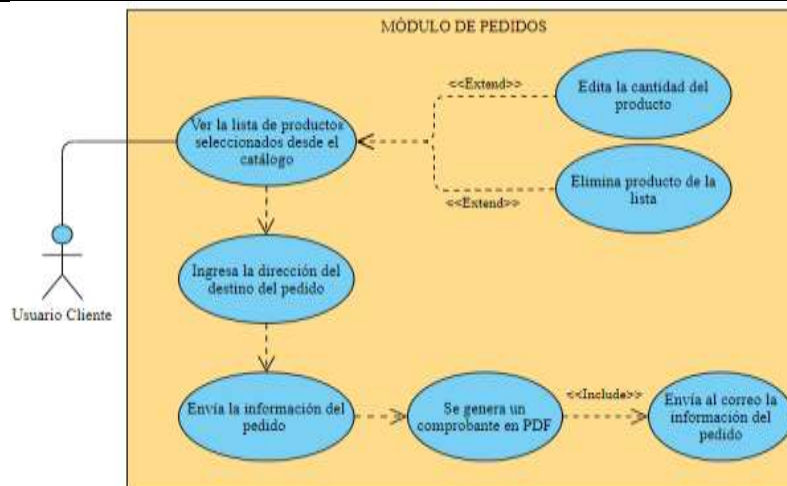 MÓDULO DE PEDIDOS
<<Extend>>
Edita la cantidad del
producto
Ver la lista de productos
seleccionados desde el
catálogo
Elimina producto de la
lista
<<Extend>>
Ingresa la dirección del
destino del pedido
Usuario Cliente
Envía la información del
pedido
Se genera un
comprobante en PDF
<<Include>>
Envía al correo la
información del
pedido